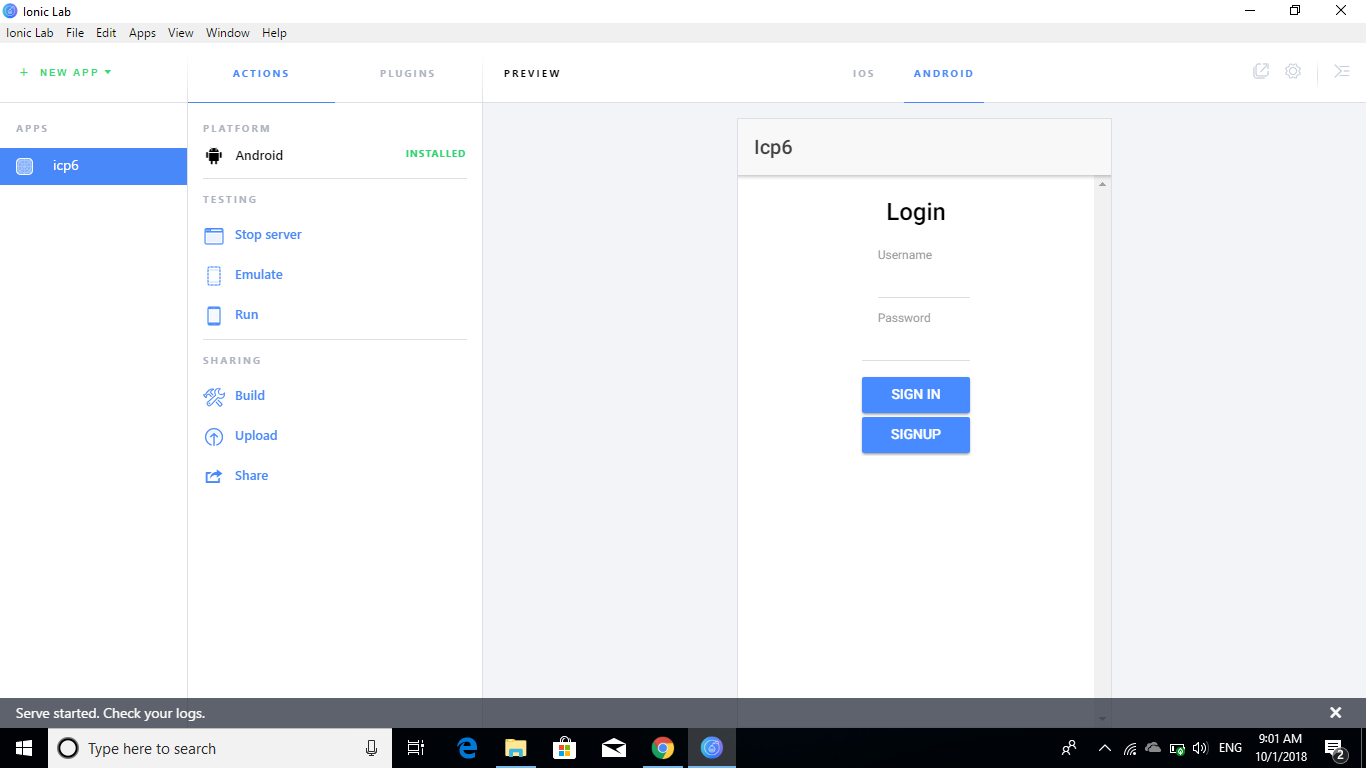 Ionic Lab
Ionic Lab File Edit Apps View Window Help
+ NEW APP
ACTIONS PLUGINS
PREVIEW
IOS ANDROID
APPS
icp6
PLATFORM
Android INSTALLED
TESTING
Stop server
Emulate
Run
SHARING
Build
Upload
Share
Icp6
Login
Username
Password
SIGN IN
SIGNUP
Serve started. Check your logs.
Type here to search
ENG
9:01 AM
10/1/2018
2